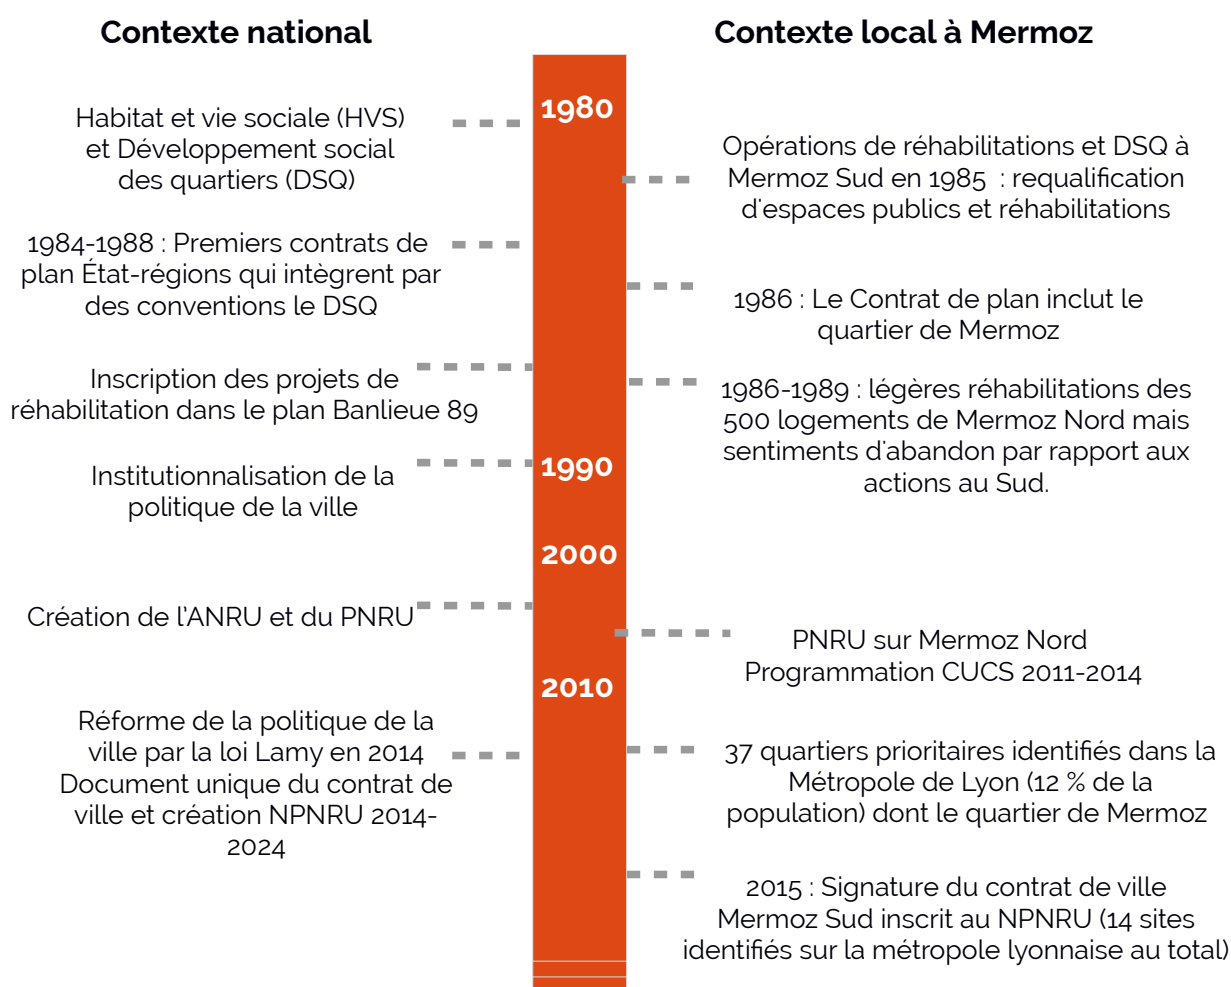 Contexte national
Contexte local à Mermoz
1980
Habitat et vie sociale (HVS)
et Développement social
des quartiers (DSQ)
Opérations de réhabilitations et DSQ à
Mermoz Sud en 1985 : requalification
d'espaces publics et réhabilitations
1984-1988 : Premiers contrats de
plan État-régions qui intègrent par
des conventions le DSQ
1986 : Le Contrat de plan inclut le
quartier de Mermoz
Inscription des projets de
réhabilitation dans le plan Banlieue 89
1986-1989 : légères réhabilitations des
500 logements de Mermoz Nord mais
sentiments d'abandon par rapport aux
actions au Sud.
1990
Institutionnalisation de la
politique de la ville
2000
Création de l'ANRU et du PNRU
PNRU sur Mermoz Nord
Programmation CUCS 2011-2014
2010
Réforme de la politique de la
ville par la loi Lamy en 2014
Document unique du contrat de
ville et création NPNRU 2014-
2024
37 quartiers prioritaires identifiés dans la
Métropole de Lyon (12 % de la
population) dont le quartier de Mermoz
2015 : Signature du contrat de ville
Mermoz Sud inscrit au NPNRU (14 sites
identifiés sur la métropole lyonnaise au total)